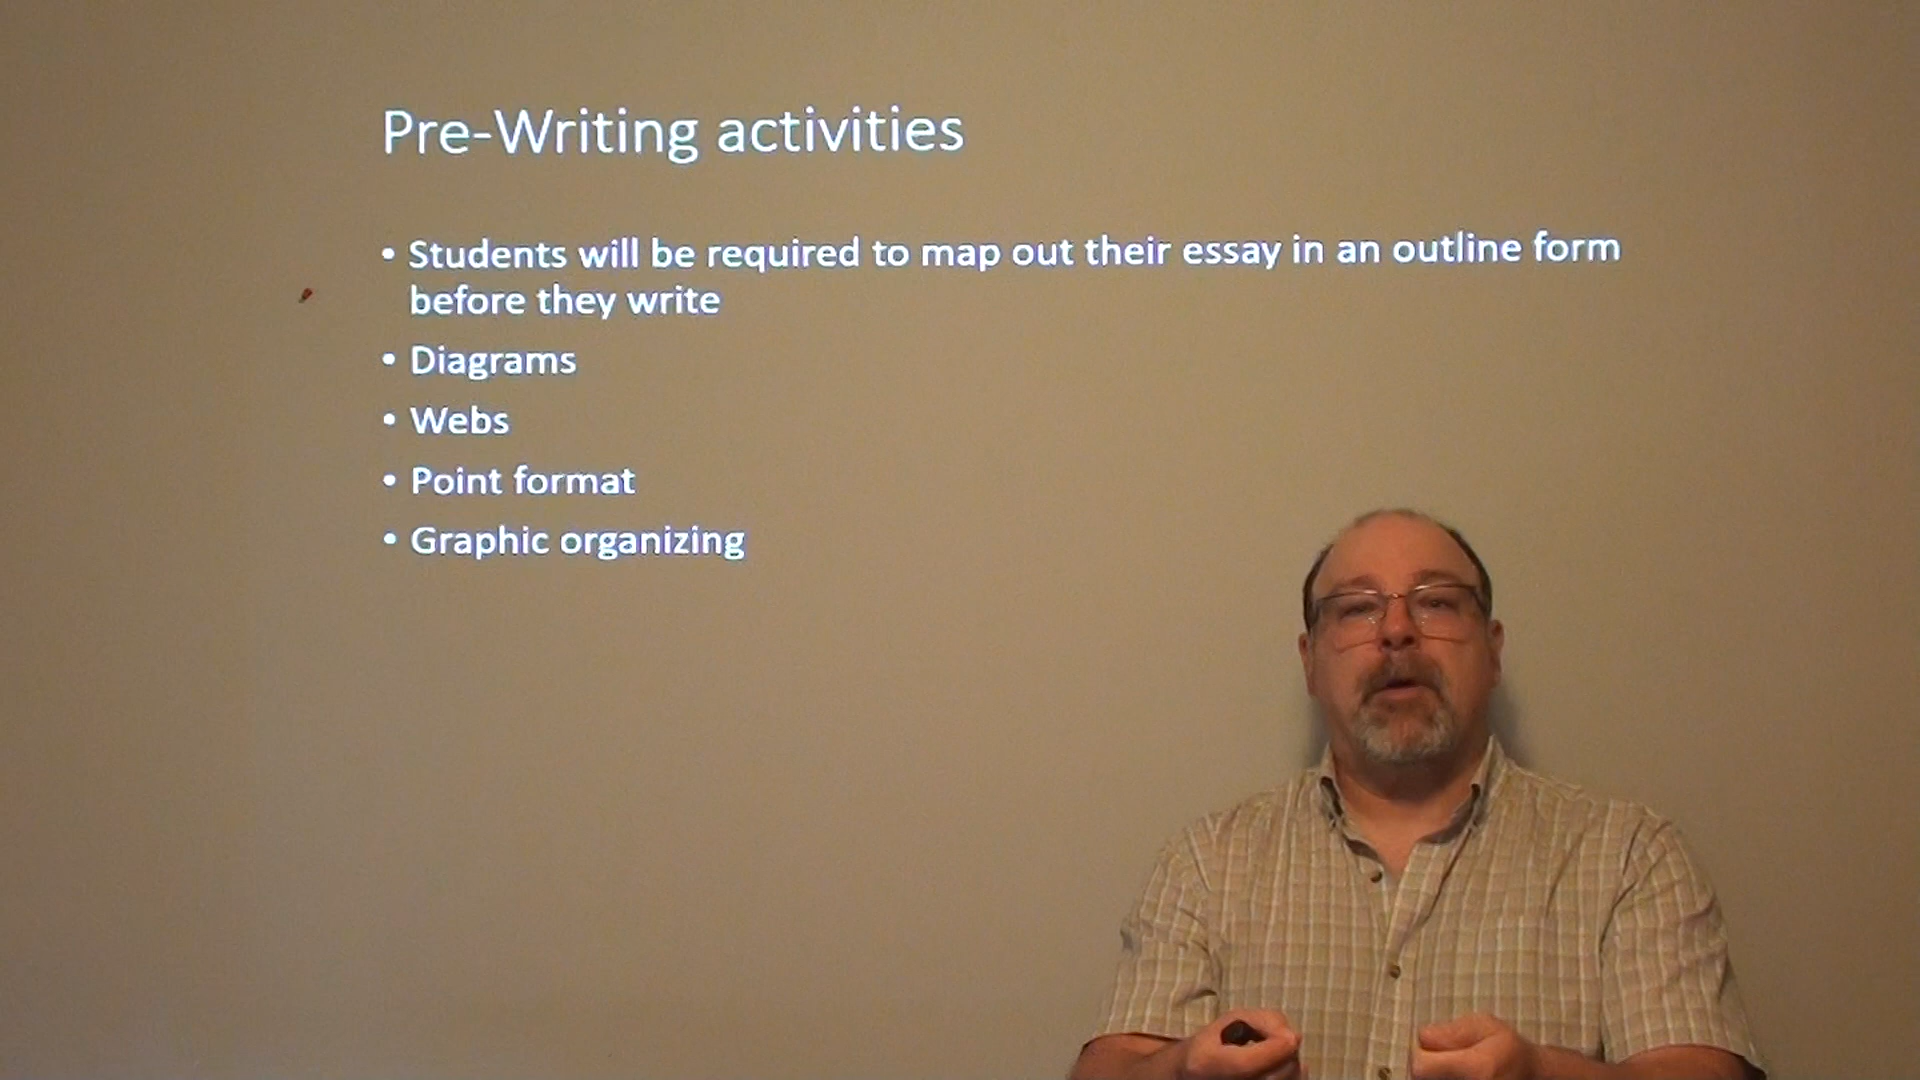 Pre-Writing activities
• Students will be required to map out their essay in an outline form
before they write
• Diagrams
• Webs
• Point format
• Graphic organizing